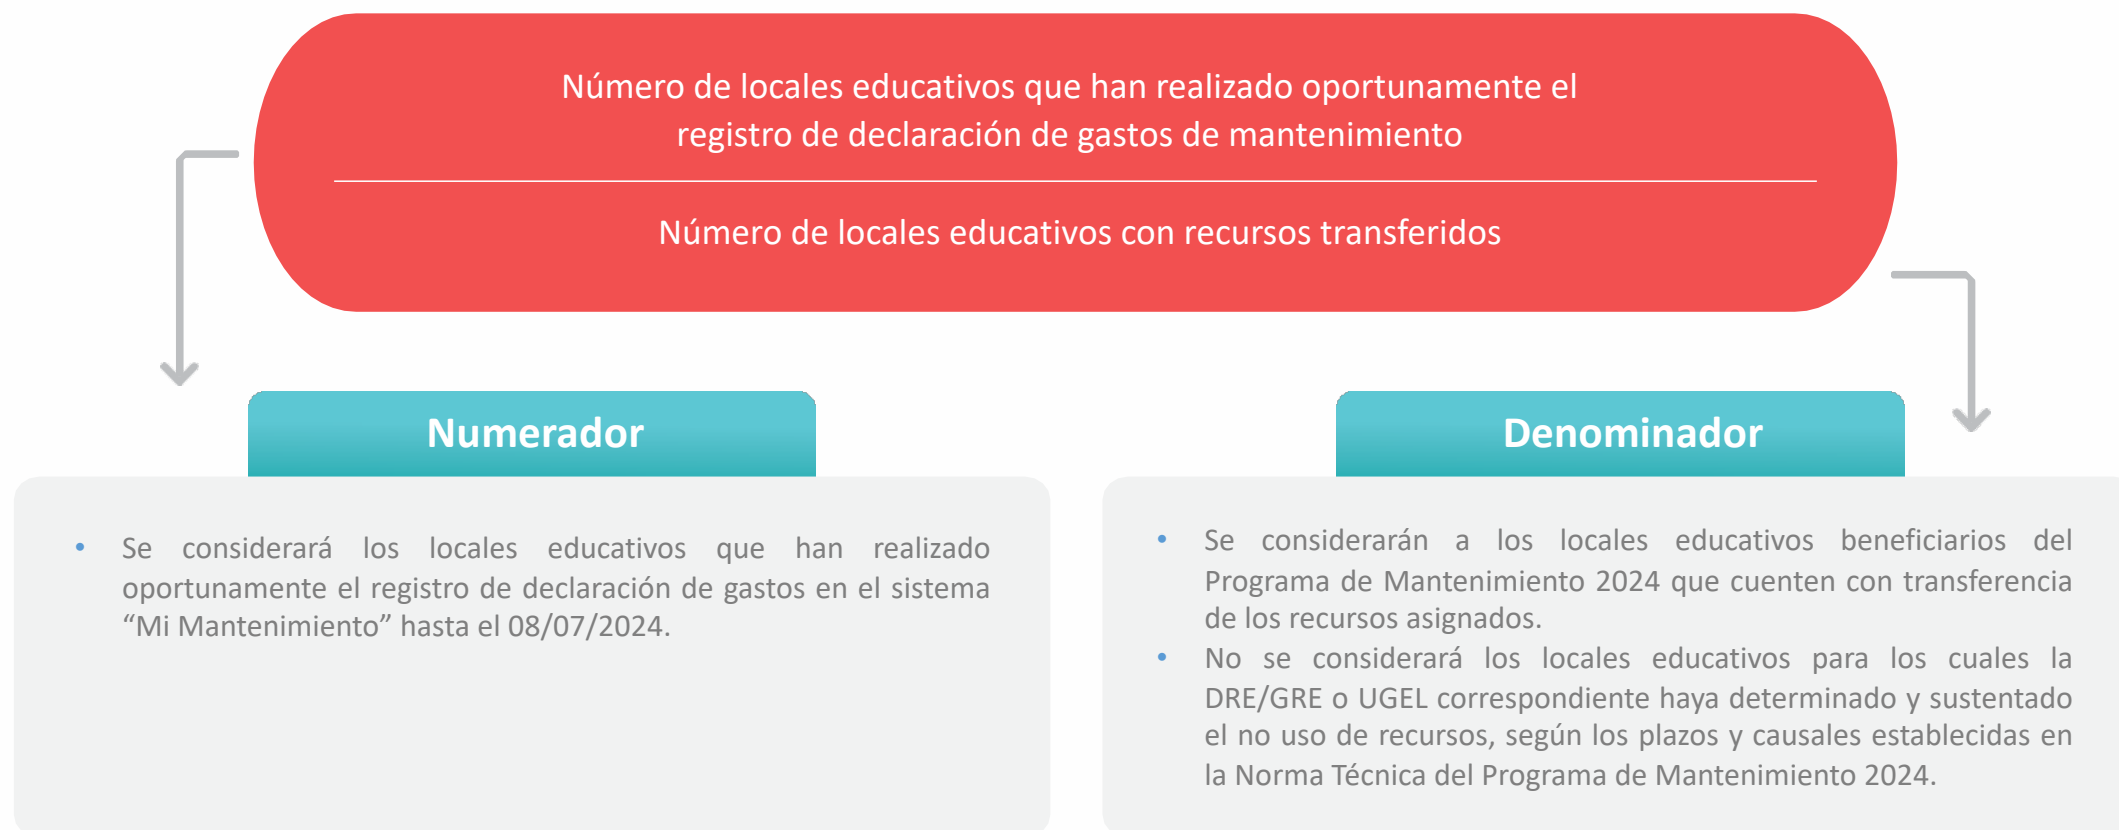 Número de locales educativos que han realizado oportunamente el
registro de declaración de gastos de mantenimiento
Número de locales educativos con recursos transferidos
Numerador
• Se considerará los locales educativos que han realizado
oportunamente el registro de declaración de gastos en el sistema
“Mi Mantenimiento” hasta el 08/07/2024.
Denominador
• Se considerarán a los locales educativos beneficiarios del
Programa de Mantenimiento 2024 que cuenten con transferencia
de los recursos asignados.
• No se considerará los locales educativos para los cuales la
DRE/GRE o UGEL correspondiente haya determinado y sustentado
el no uso de recursos, según los plazos y causales establecidas en
la Norma Técnica del Programa de Mantenimiento 2024.